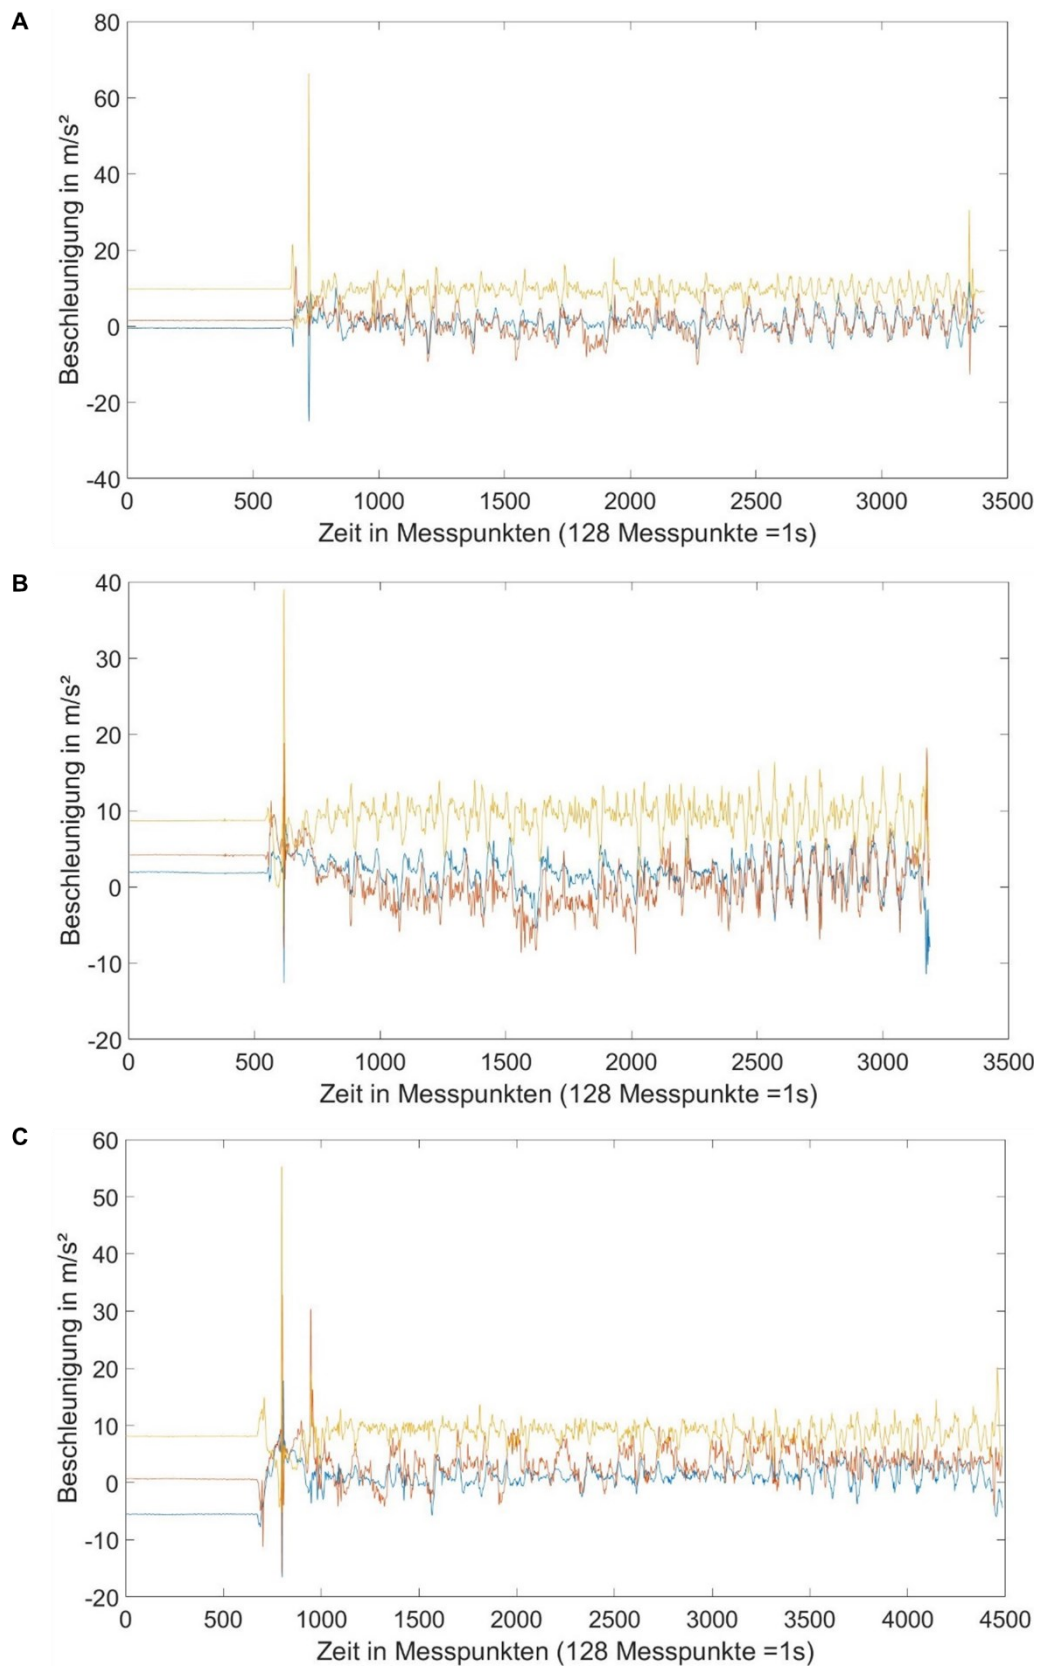 A
80
60
40
20
0
-20
-40
Beschleunigung in m/s²
0 500 1000 1500 2000 2500 3000 3500
Zeit in Messpunkten (128 Messpunkte =1s)
B
40
30
20
10
0
-10
-20
Beschleunigung in m/s²
0 500 1000 1500 2000 2500 3000 3500
Zeit in Messpunkten (128 Messpunkte =1s)
C
60
50
40
30
20
10
0
-10
-20
Beschleunigung in m/s²
0 500 1000 1500 2000 2500 3000 3500 4000 4500
Zeit in Messpunkten (128 Messpunkte =1s)